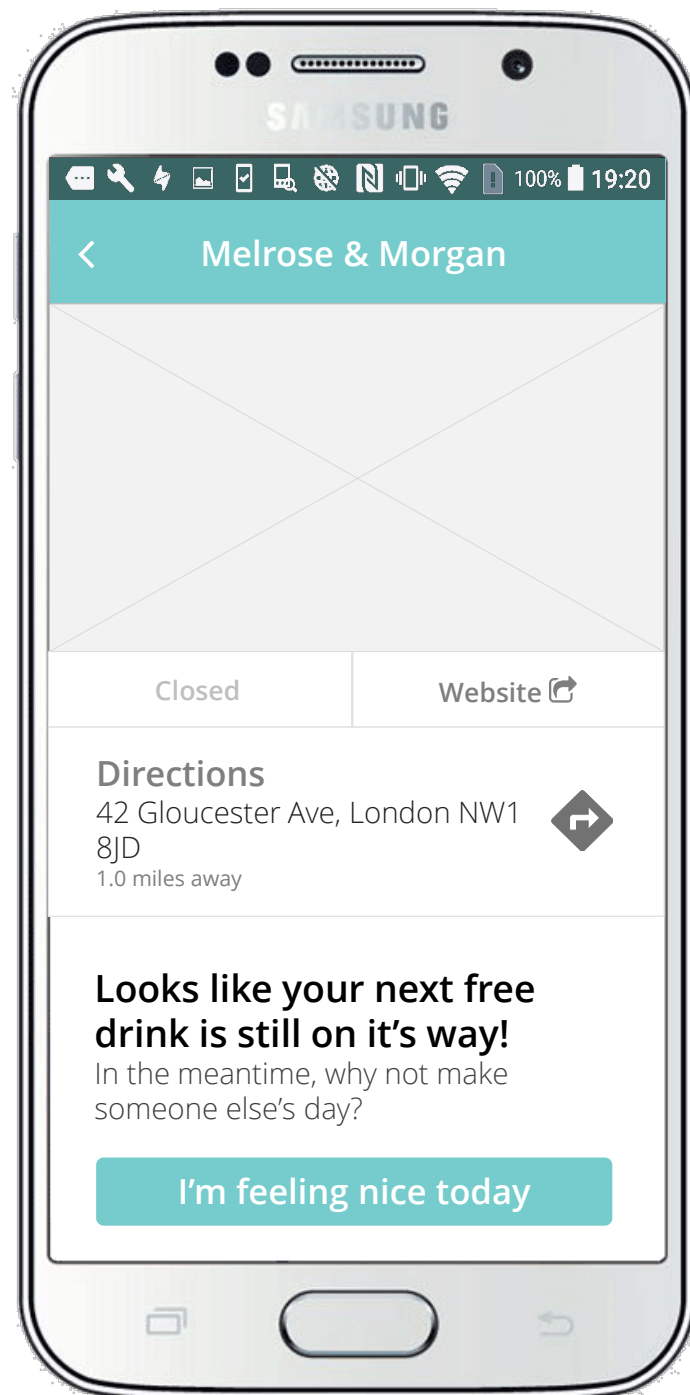 SAMSUNG
100% 19:20
Melrose & Morgan
Closed Website
Directions
42 Gloucester Ave, London NW1
8JD
1.0 miles away
Looks like your next free
drink is still on it’s way!
In the meantime, why not make
someone else’s day?
I’m feeling nice today